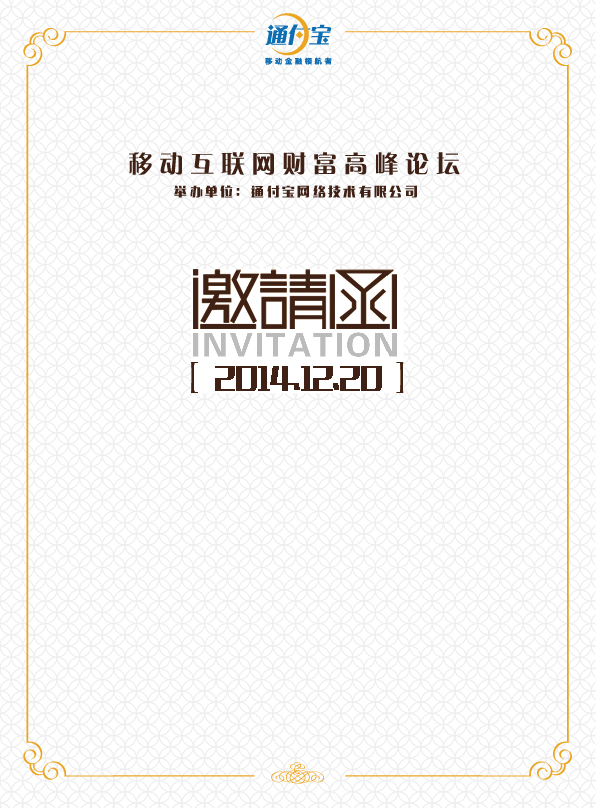 通付宝
移动金融领航者
移动互联网财富高峰论坛
举办单位：通付宝网络技术有限公司
邀請函
INVITATION
[ 2014.12.20 ]